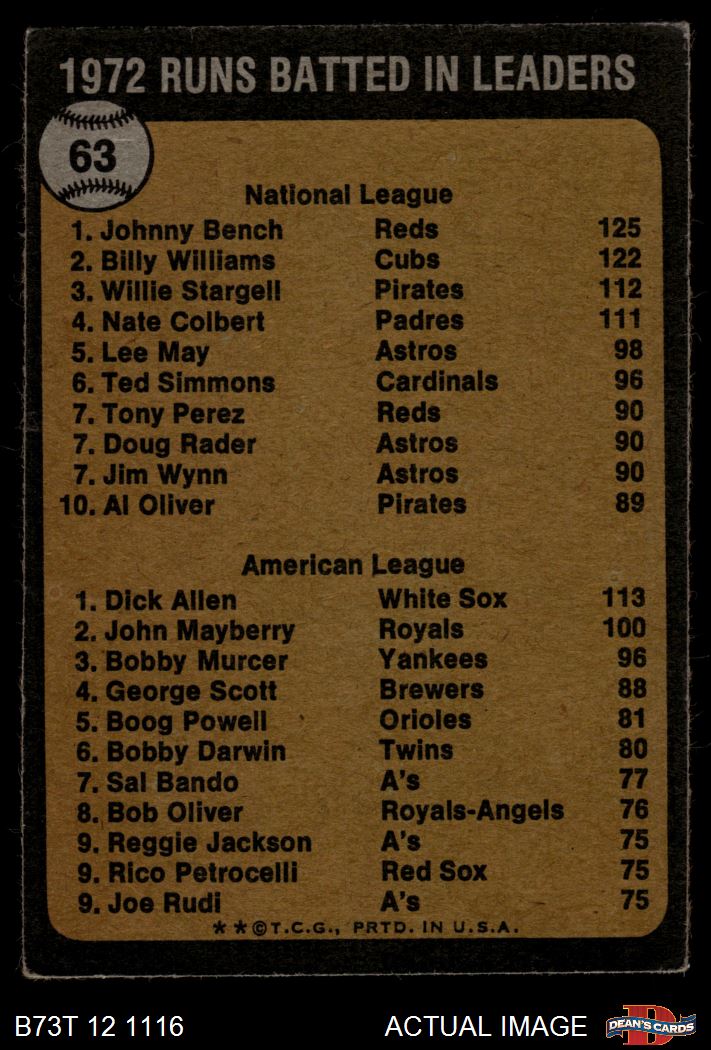 1972 RUNS BATTED IN LEADERS
63
National League
1. Johnny Bench Reds 125
2. Billy Williams Cubs 122
3. Willie Stargell Pirates 112
4. Nate Colbert Padres 111
5. Lee May Astros 98
6. Ted Simmons Cardinals 96
7. Tony Perez Reds 90
7. Doug Rader Astros 90
7. Jim Wynn Astros 90
10. Al Oliver Pirates 89
American League
1. Dick Allen White Sox 113
2. John Mayberry Royals 100
3. Bobby Murcer Yankees 96
4. George Scott Brewers 88
5. Boog Powell Orioles 81
6. Bobby Darwin Twins 80
7. Sal Bando A's 77
8. Bob Oliver Royals-Angels 76
9. Reggie Jackson A's 75
9. Rico Petrocelli Red Sox 75
9. Joe Rudi A's 75
**©T.C.G., PRTD. IN U.S.A.
B73T 12 1116 ACTUAL IMAGE D DEAN'S CARDS